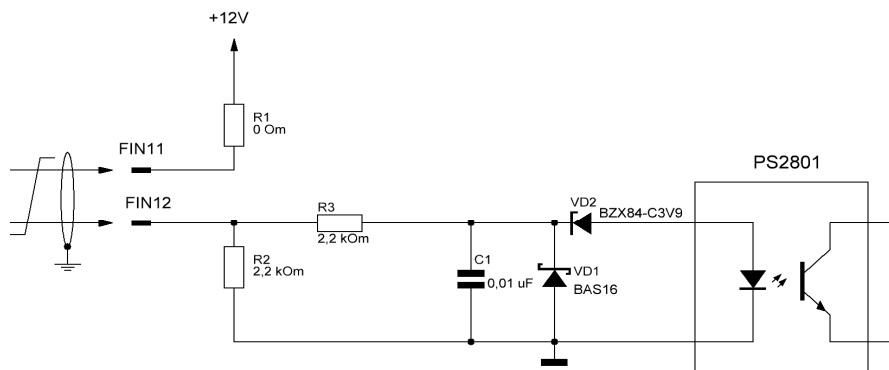 +12V
R1
0 Om
FIN11
PS2801
FIN12
R3
2,2 kOm
VD2
BZX84-C3V9
R2
2,2 kOm
C1
0,01 uF
VD1
BAS16